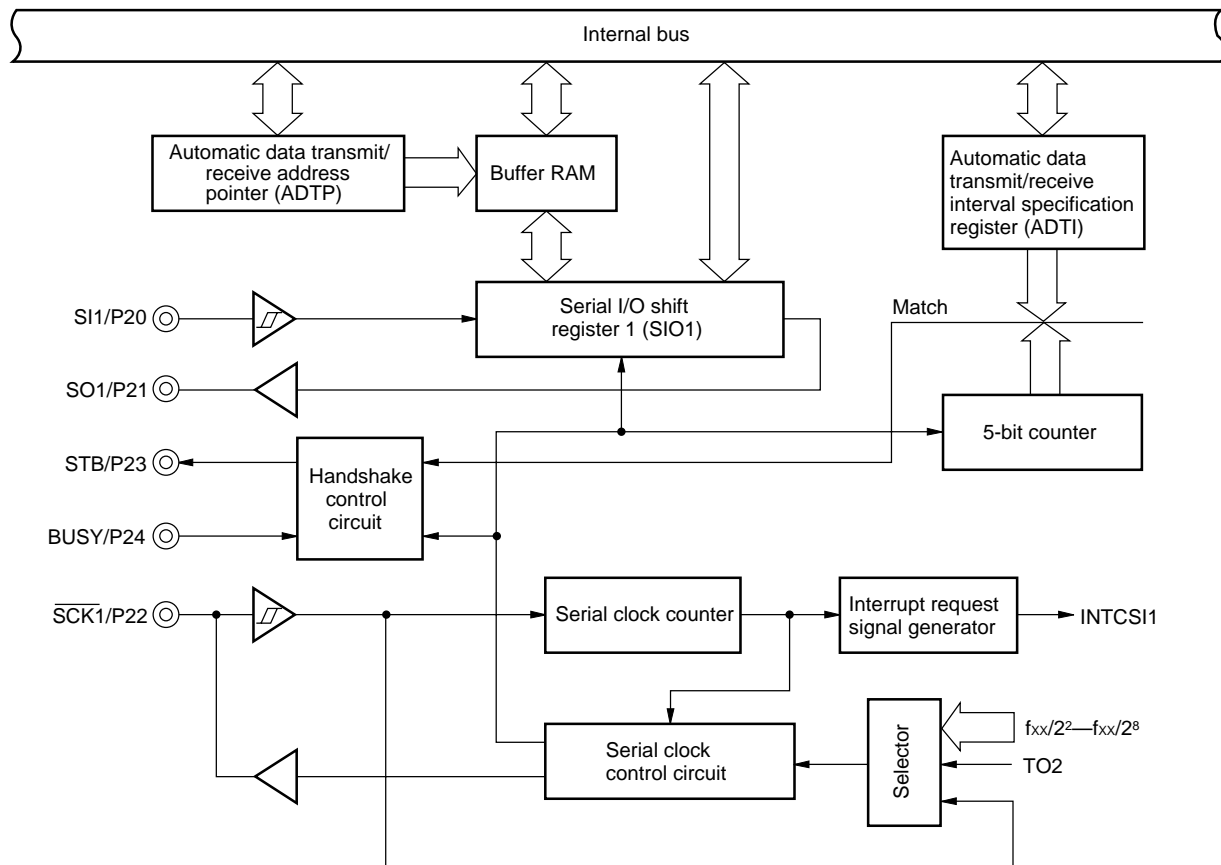 Internal bus
Automatic data transmit/
receive address
pointer (ADTP)
Buffer RAM
Automatic data
transmit/receive
interval specification
register (ADTI)
SI1/P20
Serial I/O shift
register 1 (SIO1)
Match
SO1/P21
5-bit counter
STB/P23
Handshake
control
circuit
BUSY/P24
S̅C̅K̅1̅/P22
Serial clock counter
Interrupt request
signal generator
INTCSI1
Serial clock
control circuit
Selector
fxx/2²—fxx/2⁸
TO2